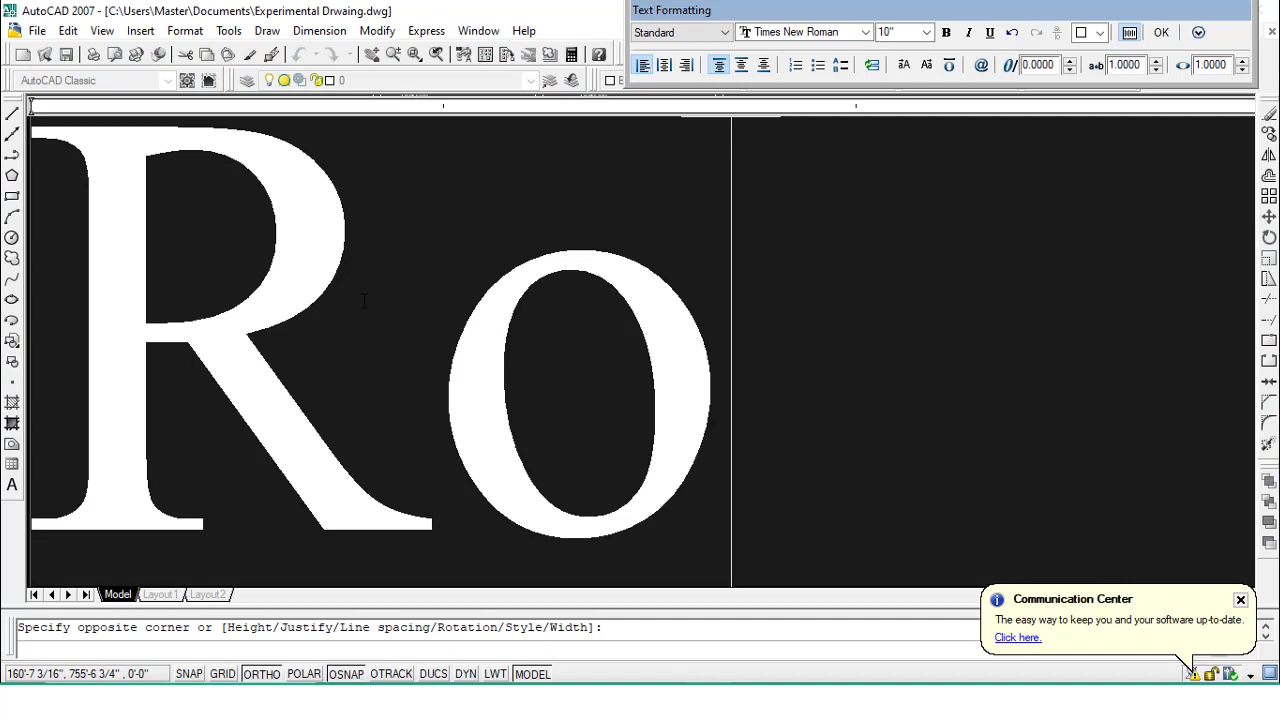 AutoCAD 2007 - [C:\Users\Master\Documents\Experimental Drwaing.dwg]
Text Formatting
File Edit View Insert Format Tools Draw Dimension Modify Express Window Help
Standard Times New Roman 10" B I U OK
AutoCAD Classic 0
@ 0/ 0.0000 a+b 1.0000 1.0000
Ro
A
Model Layout1 Layout2
Communication Center
The easy way to keep you and your software up-to-date.
Click here.
Specify opposite corner or [Height/Justify/Line spacing/Rotation/Style/Width]:
160'-7 3/16", 755'-6 3/4" , 0'-0" SNAP GRID ORTHO POLAR OSNAP OTRACK DUCS DYN LWT MODEL